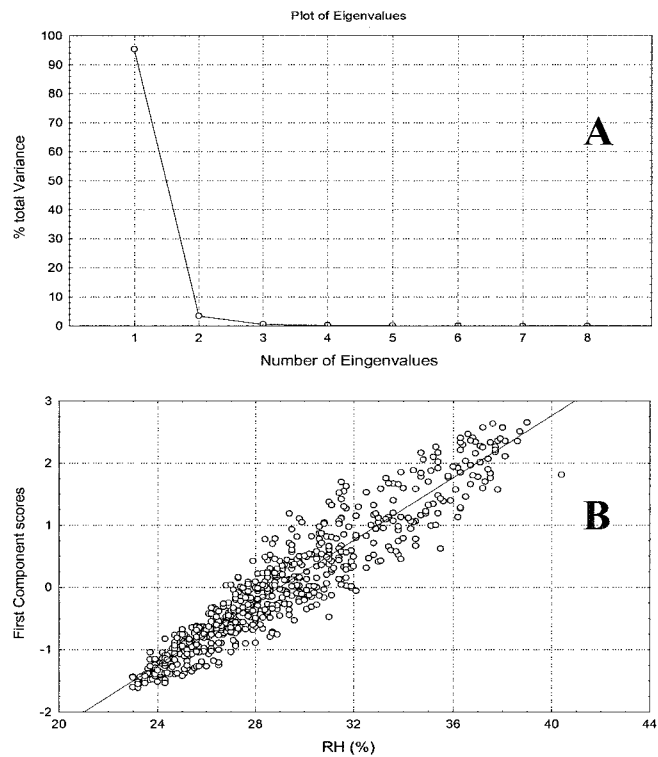 Plot of Eigenvalues
100
90
80
70
60
50
40
30
20
10
0
% total Variance
A
1 2 3 4 5 6 7 8
Number of Eingenvalues
3
2
1
0
-1
-2
First Component scores
B
20 24 28 32 36 40 44
RH (%)